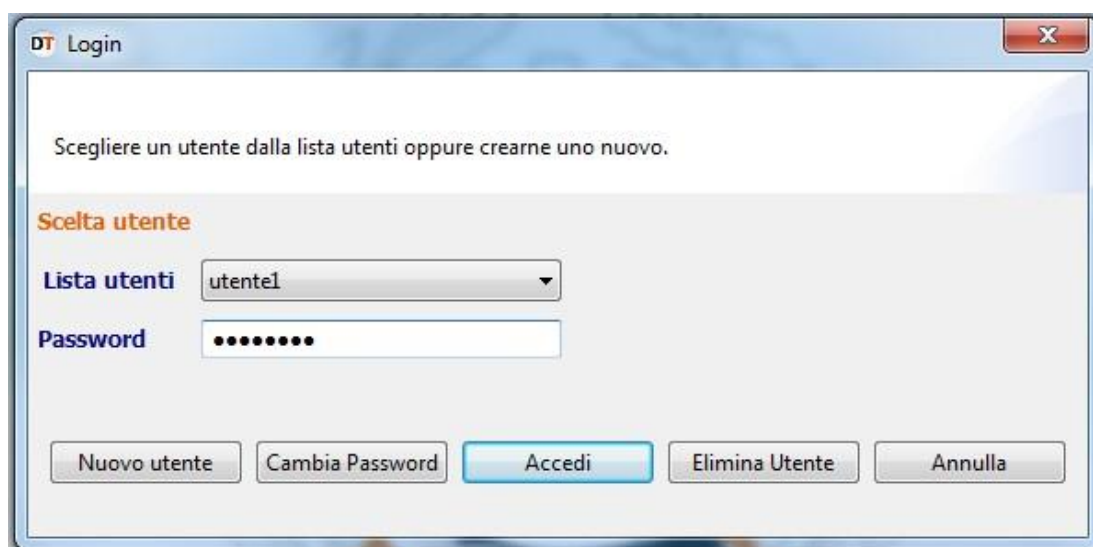 DT Login
Scegliere un utente dalla lista utenti oppure crearne uno nuovo.
Scelta utente
Lista utenti utente1
Password ••••••••
Nuovo utente Cambia Password Accedi Elimina Utente Annulla